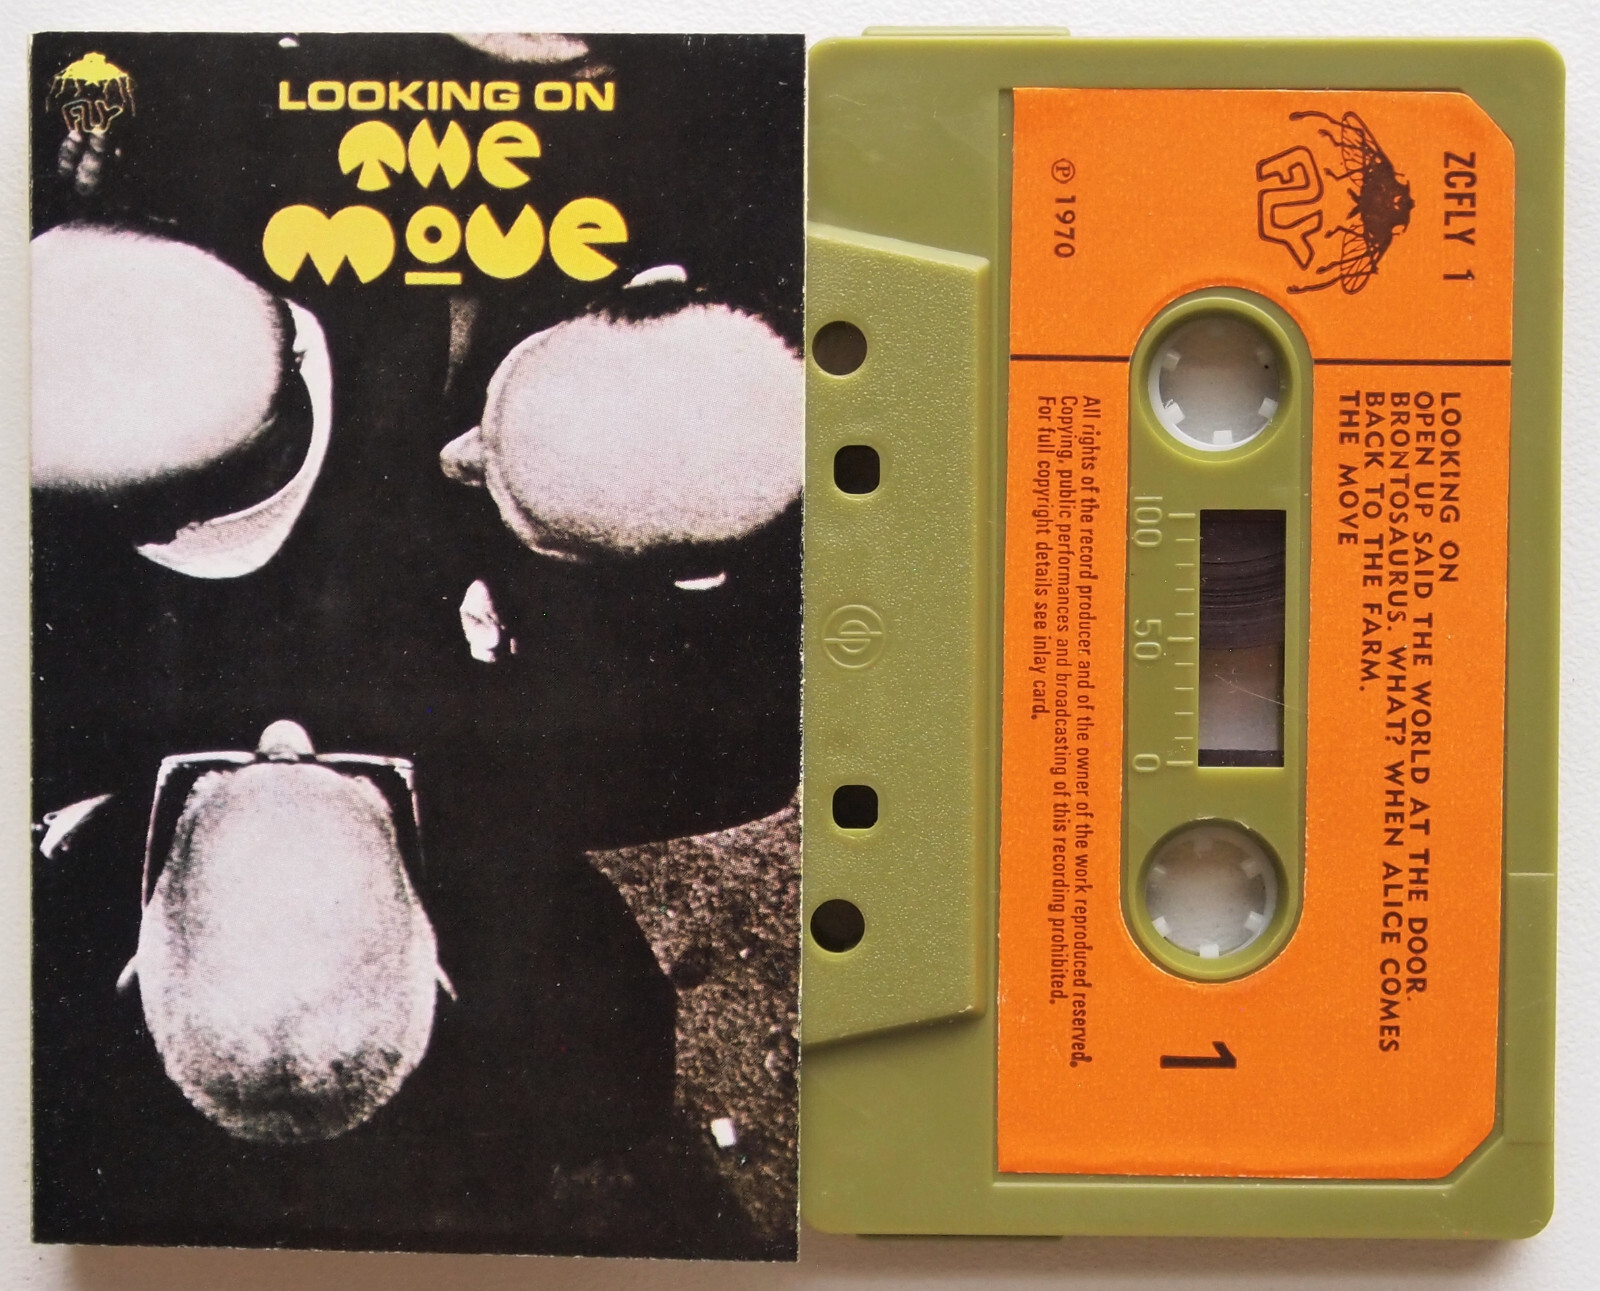 FLY
LOOKING ON
THE
MOVE
ZCFLY 1
FLY
℗ 1970
LOOKING ON
OPEN UP SAID THE WORLD AT THE DOOR.
BRONTOSAURUS. WHAT? WHEN ALICE COMES
BACK TO THE FARM.
THE MOVE
100 50 0
1
All rights of the record producer and of the owner of the work reproduced reserved.
Copying, public performances and broadcasting of this recording prohibited.
For full copyright details see inlay card.